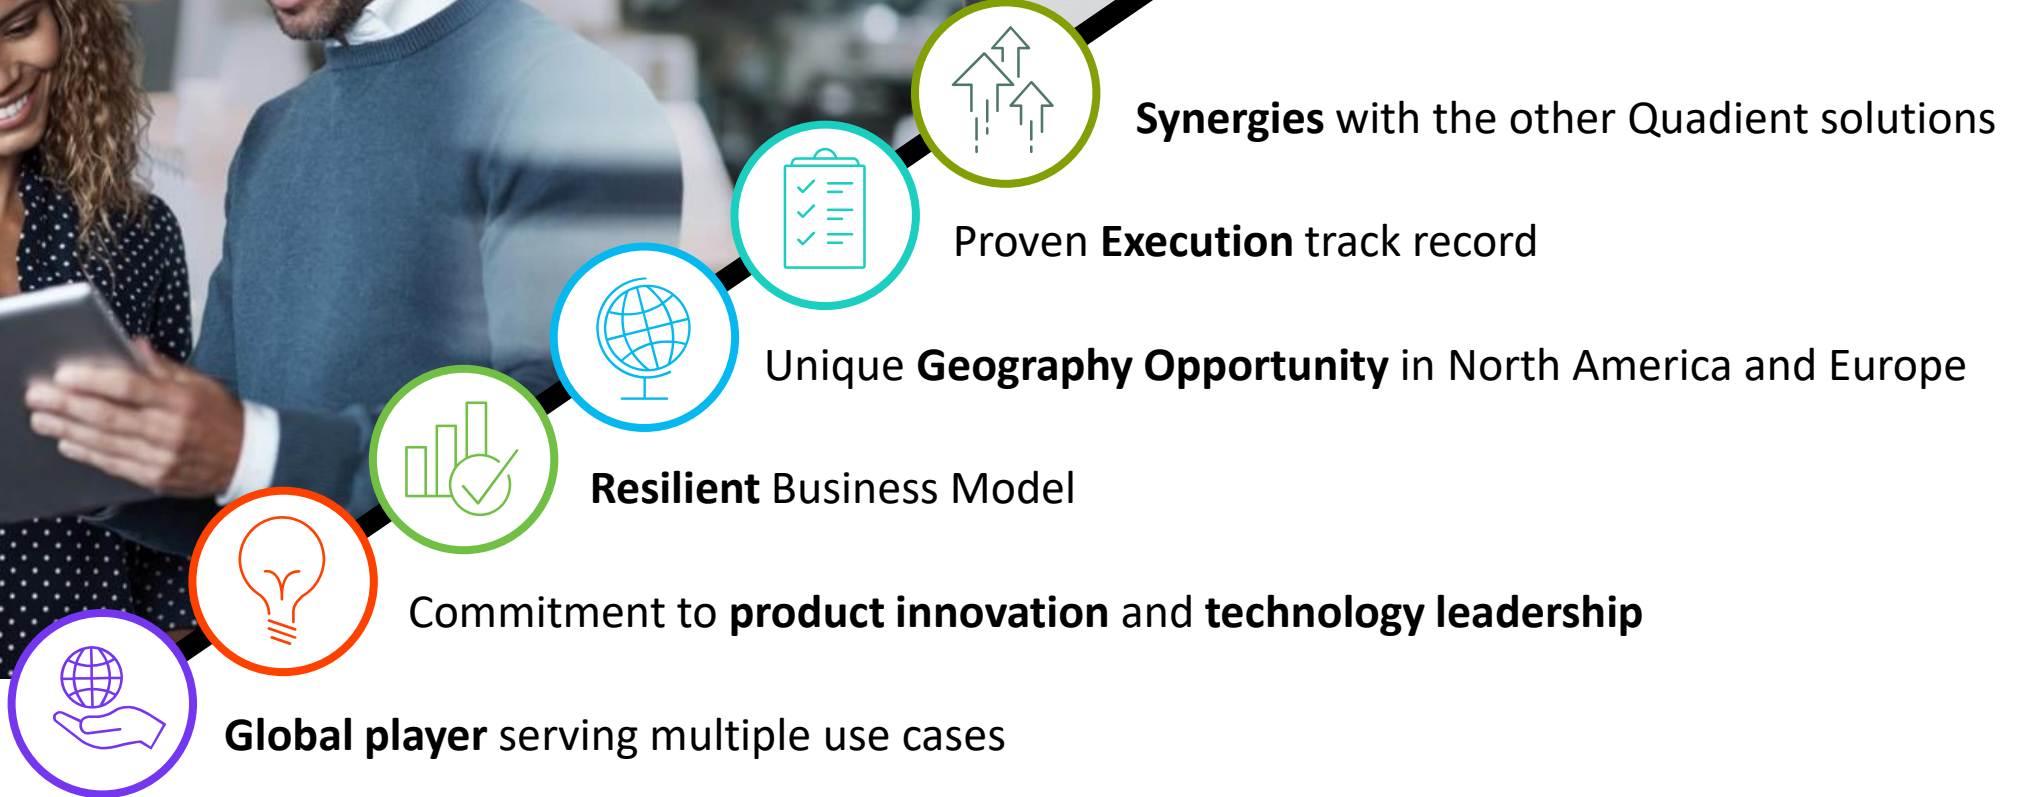 Synergies with the other Quadient solutions
Proven Execution track record
Unique Geography Opportunity in North America and Europe
Resilient Business Model
Commitment to product innovation and technology leadership
Global player serving multiple use cases